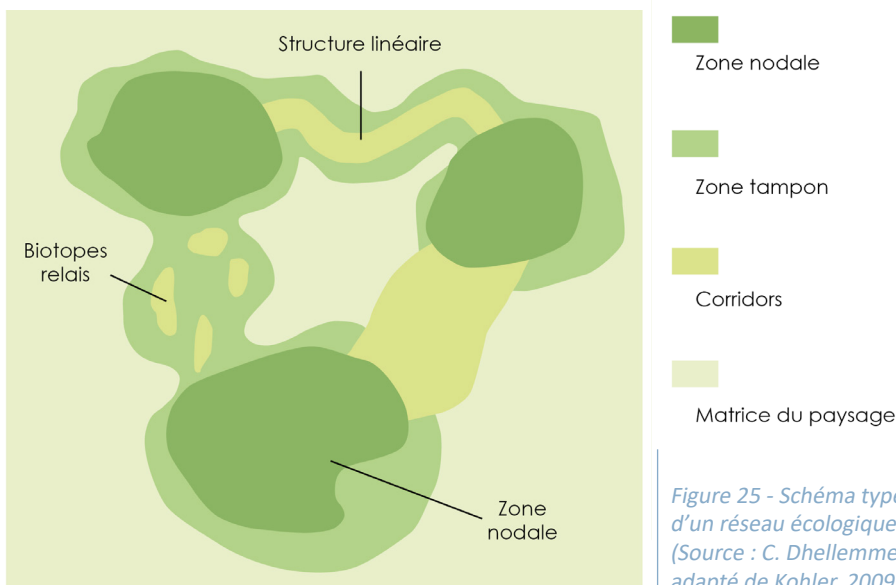 Structure linéaire
Biotopes
relais
Zone
nodale
Zone nodale
Zone tampon
Corridors
Matrice du paysage
Figure 25 - Schéma type
d'un réseau écologique
(Source : C. Dhellemme
adapté de Kohler, 2009